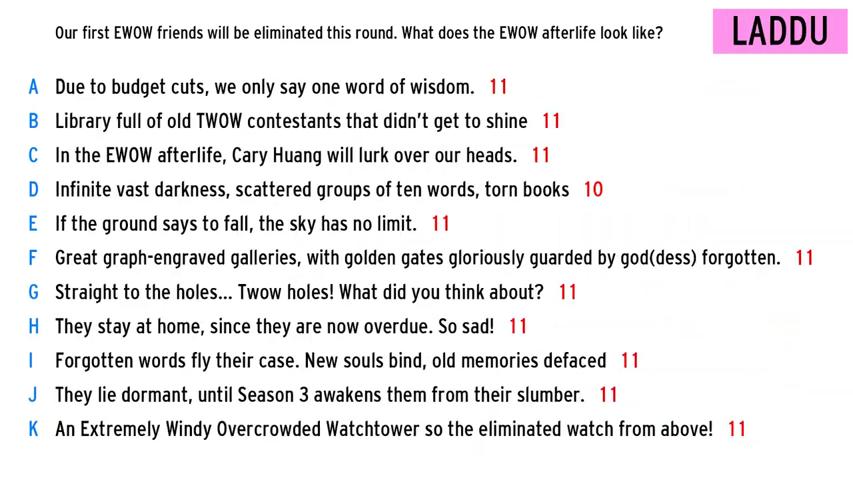 Our first EWOW friends will be eliminated this round. What does the EWOW afterlife look like?
LADDU
A Due to budget cuts, we only say one word of wisdom. 11
B Library full of old TWOW contestants that didn't get to shine 11
C In the EWOW afterlife, Cary Huang will lurk over our heads. 11
D Infinite vast darkness, scattered groups of ten words, torn books 10
E If the ground says to fall, the sky has no limit. 11
F Great graph-engraved galleries, with golden gates gloriously guarded by god(dess) forgotten. 11
G Straight to the holes... Twow holes! What did you think about? 11
H They stay at home, since they are now overdue. So sad! 11
I Forgotten words fly their case. New souls bind, old memories defaced 11
J They lie dormant, until Season 3 awakens them from their slumber. 11
K An Extremely Windy Overcrowded Watchtower so the eliminated watch from above! 11